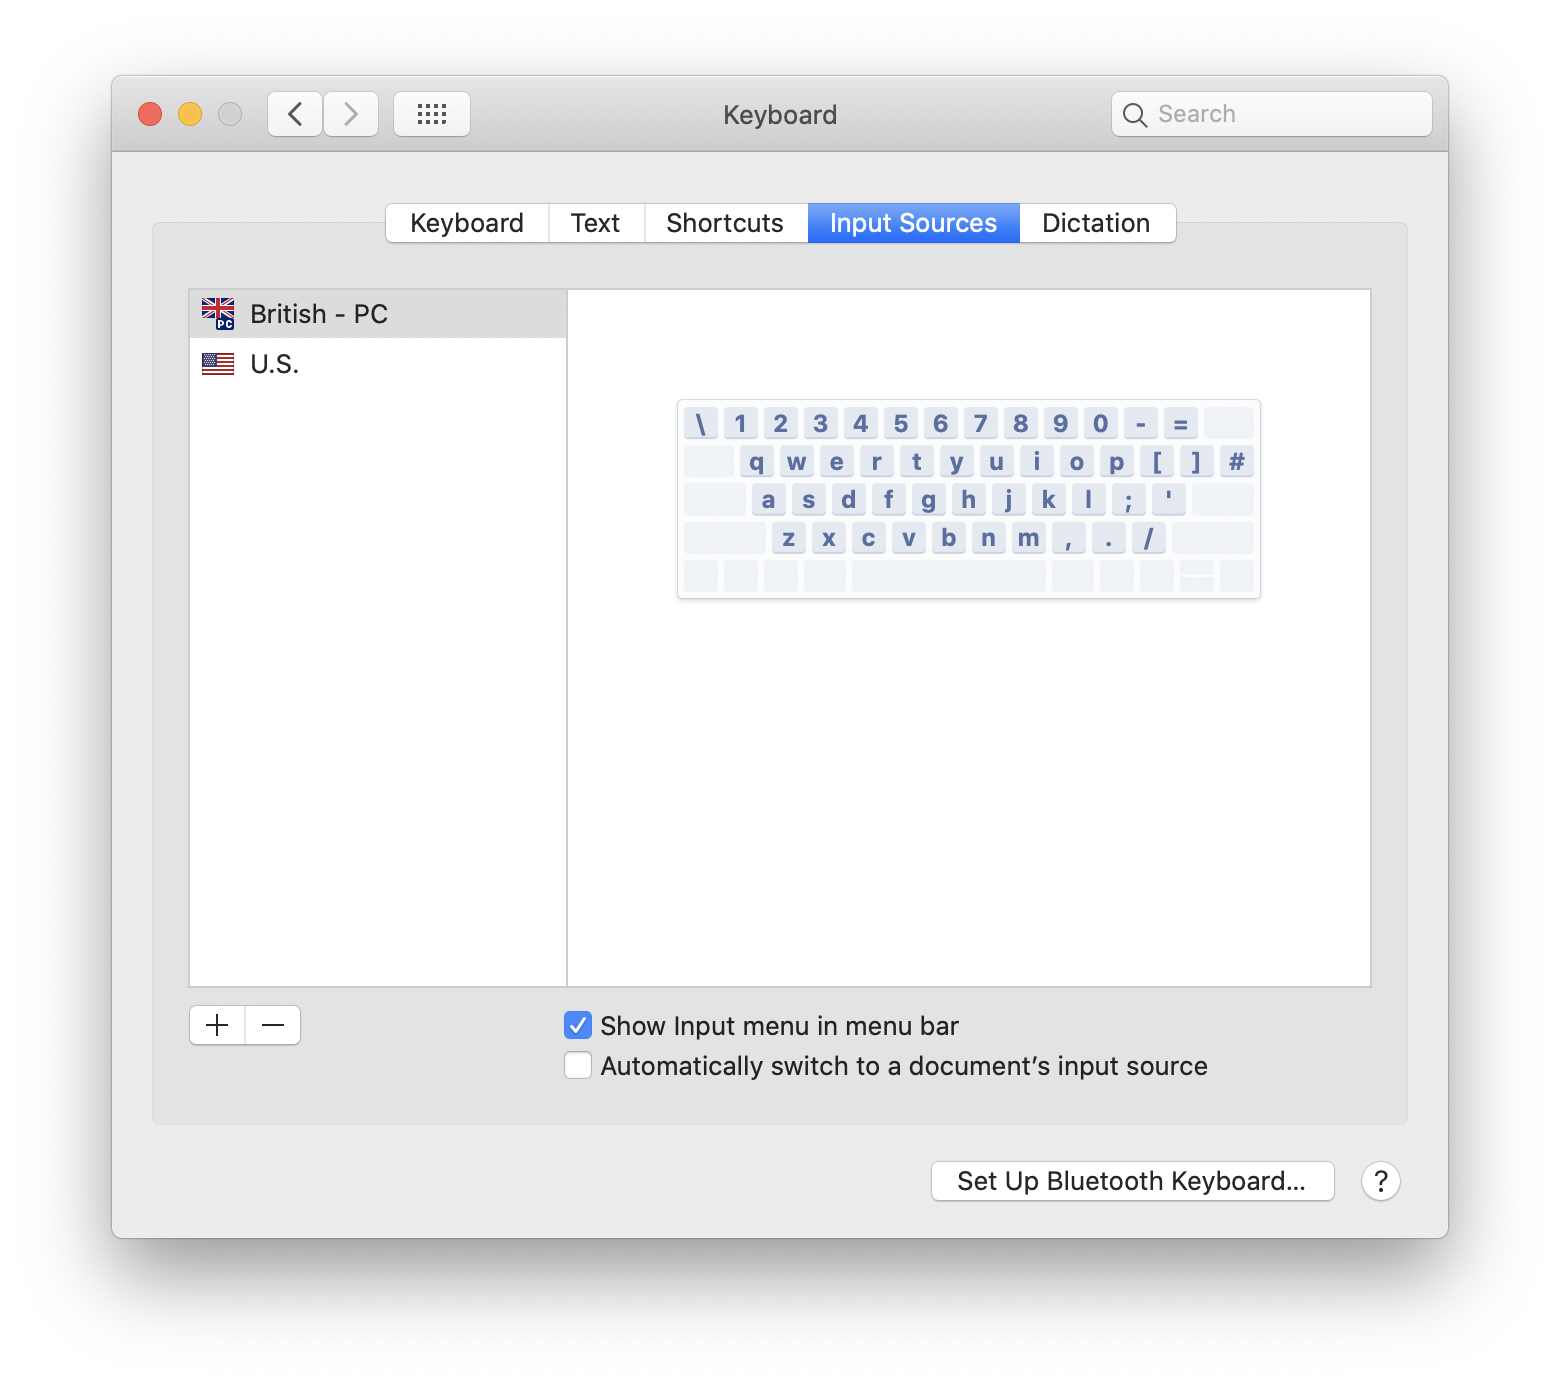 Keyboard
Search
Keyboard Text Shortcuts Input Sources Dictation
PC British - PC
U.S.
\ 1 2 3 4 5 6 7 8 9 0 - =
q w e r t y u i o p [ ] #
a s d f g h j k l ; '
z x c v b n m , . /
Show Input menu in menu bar
Automatically switch to a document’s input source
Set Up Bluetooth Keyboard... ?